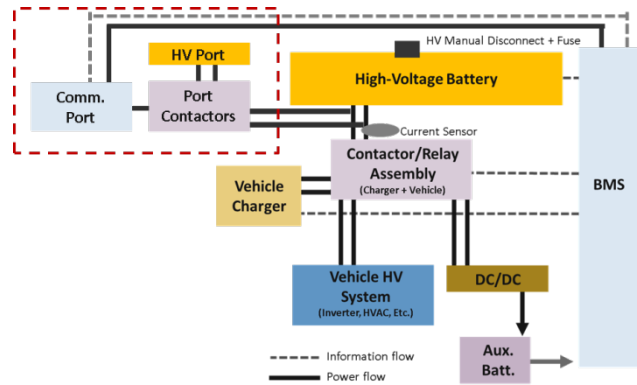 HV Manual Disconnect + Fuse
HV Port
High-Voltage Battery
Comm.
Port
Port
Contactors
Current Sensor
Contactor/Relay
Assembly
(Charger + Vehicle)
BMS
Vehicle
Charger
Vehicle HV
System
(Inverter, HVAC, Etc.)
DC/DC
Aux.
Batt.
Information flow
Power flow